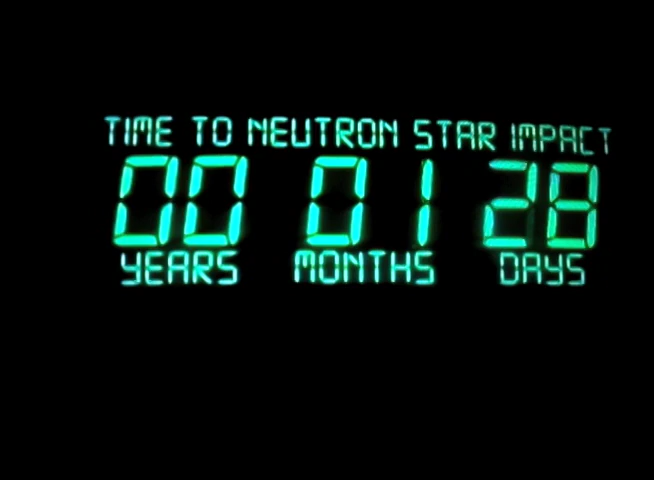 TIME TO NEUTRON STAR IMPACT
00 01 28
YEARS MONTHS DAYS